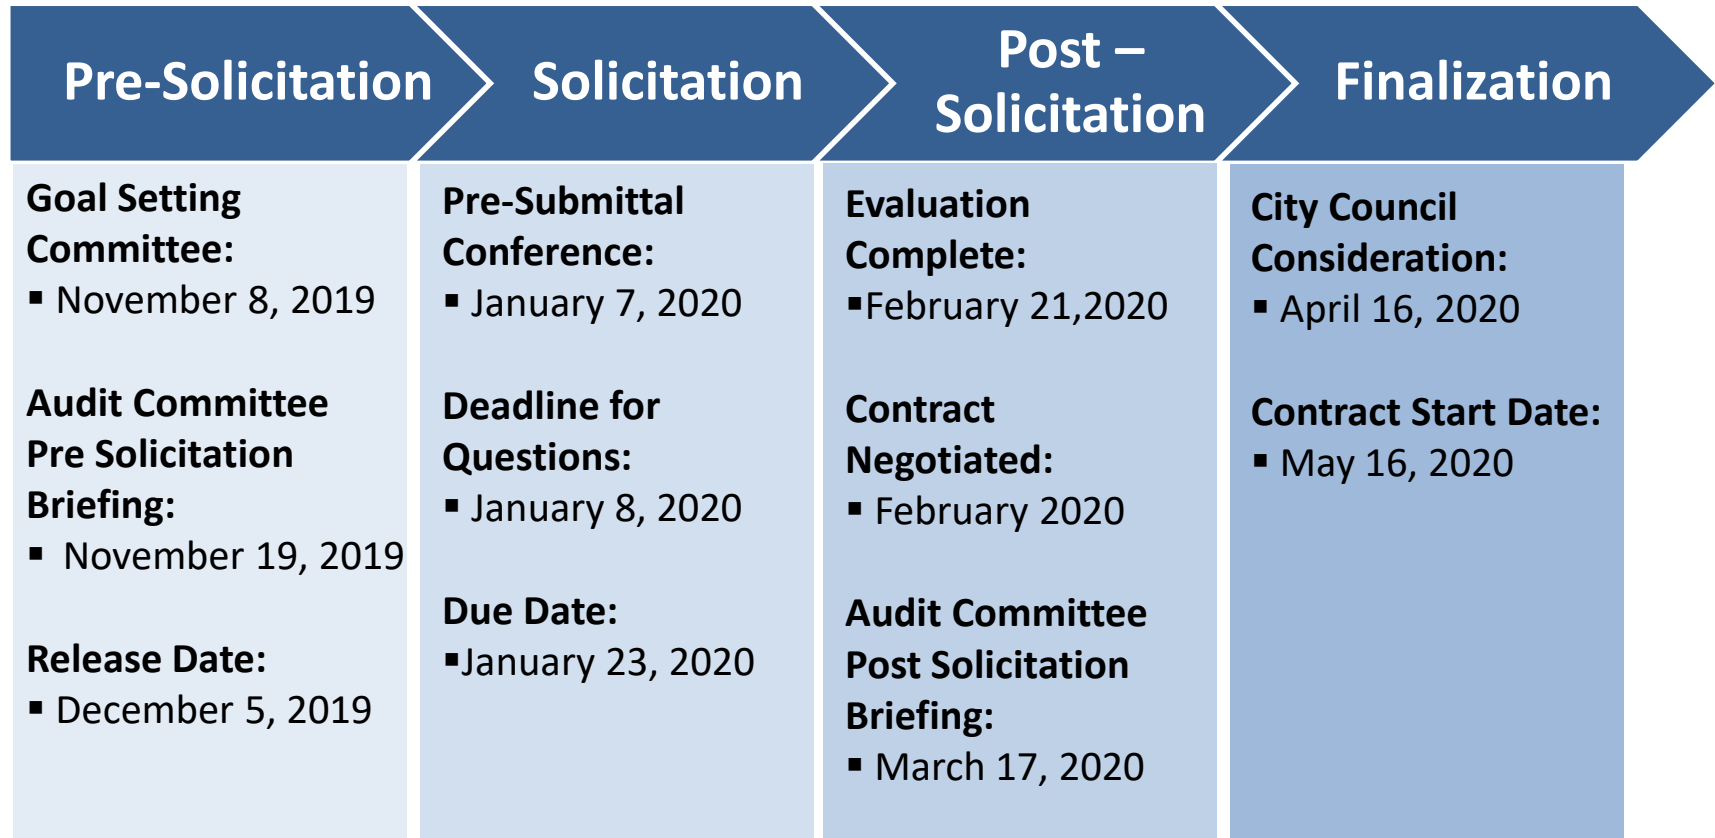 Pre-Solicitation
Solicitation
Post –
Solicitation
Finalization
Goal Setting
Committee:
▪ November 8, 2019
Audit Committee
Pre Solicitation
Briefing:
▪ November 19, 2019
Release Date:
▪ December 5, 2019
Pre-Submittal
Conference:
▪ January 7, 2020
Deadline for
Questions:
▪ January 8, 2020
Due Date:
▪January 23, 2020
Evaluation
Complete:
▪February 21,2020
Contract
Negotiated:
▪ February 2020
Audit Committee
Post Solicitation
Briefing:
▪ March 17, 2020
City Council
Consideration:
▪ April 16, 2020
Contract Start Date:
▪ May 16, 2020